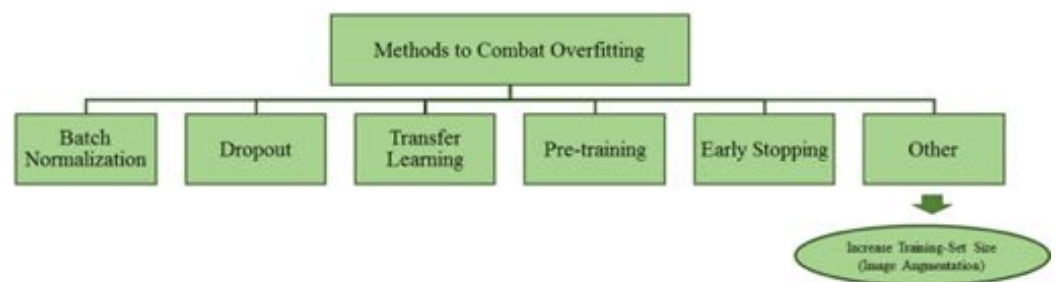 Methods to Combat Overfitting
Batch
Normalization
Dropout
Transfer
Learning
Pre-training
Early Stopping
Other
Increase Training-Set Size
(Image Augmentation)